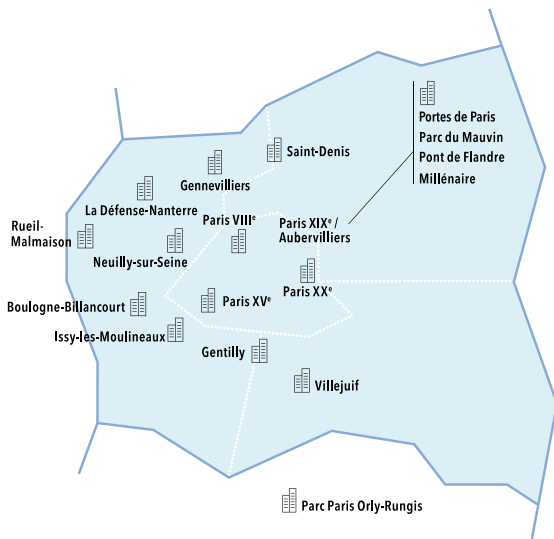 Portes de Paris
Parc du Mauvin
Pont de Flandre
Millénaire
Saint-Denis
Gennevilliers
La Défense-Nanterre
Paris VIIIᵉ
Paris XIXᵉ /
Aubervilliers
Rueil-
Malmaison
Neuilly-sur-Seine
Paris XXᵉ
Boulogne-Billancourt
Paris XVᵉ
Issy-les-Moulineaux
Gentilly
Villejuif
Parc Paris Orly-Rungis